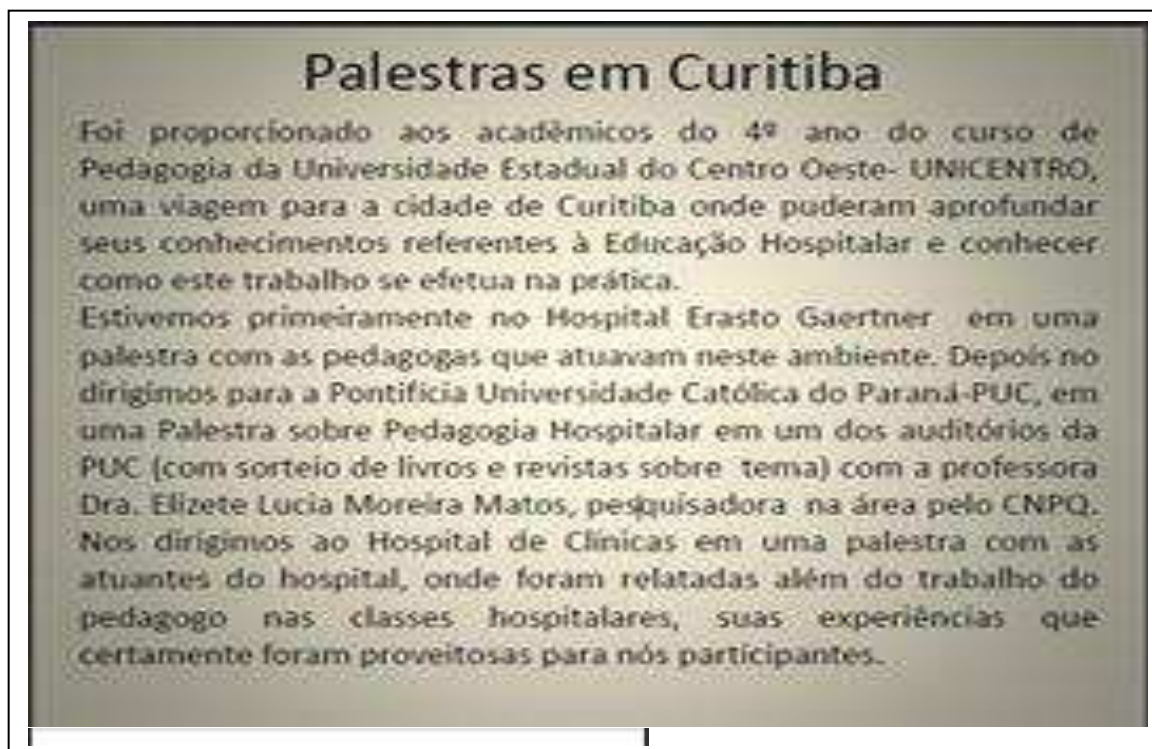 Palestras em Curitiba
Foi proporcionado aos acadêmicos do 4º ano do curso de
Pedagogia da Universidade Estadual do Centro Oeste- UNICENTRO,
uma viagem para a cidade de Curitiba onde puderam aprofundar
seus conhecimentos referentes à Educação Hospitalar e conhecer
como este trabalho se efetua na prática.
Estivemos primeiramente no Hospital Erasto Gaertner em uma
palestra com as pedagogas que atuavam neste ambiente. Depois no
dirigimos para a Pontificia Universidade Católica do Paraná-PUC, em
uma Palestra sobre Pedagogia Hospitalar em um dos auditórios da
PUC (com sorteio de livros e revistas sobre tema) com a professora
Dra. Elizete Lucia Moreira Matos, pesquisadora na área pelo CNPQ.
Nos dirigimos ao Hospital de Clínicas em uma palestra com as
atuantes do hospital, onde foram relatadas além do trabalho do
pedagogo nas classes hospitalares, suas experiências que
certamente foram proveitosas para nós participantes.